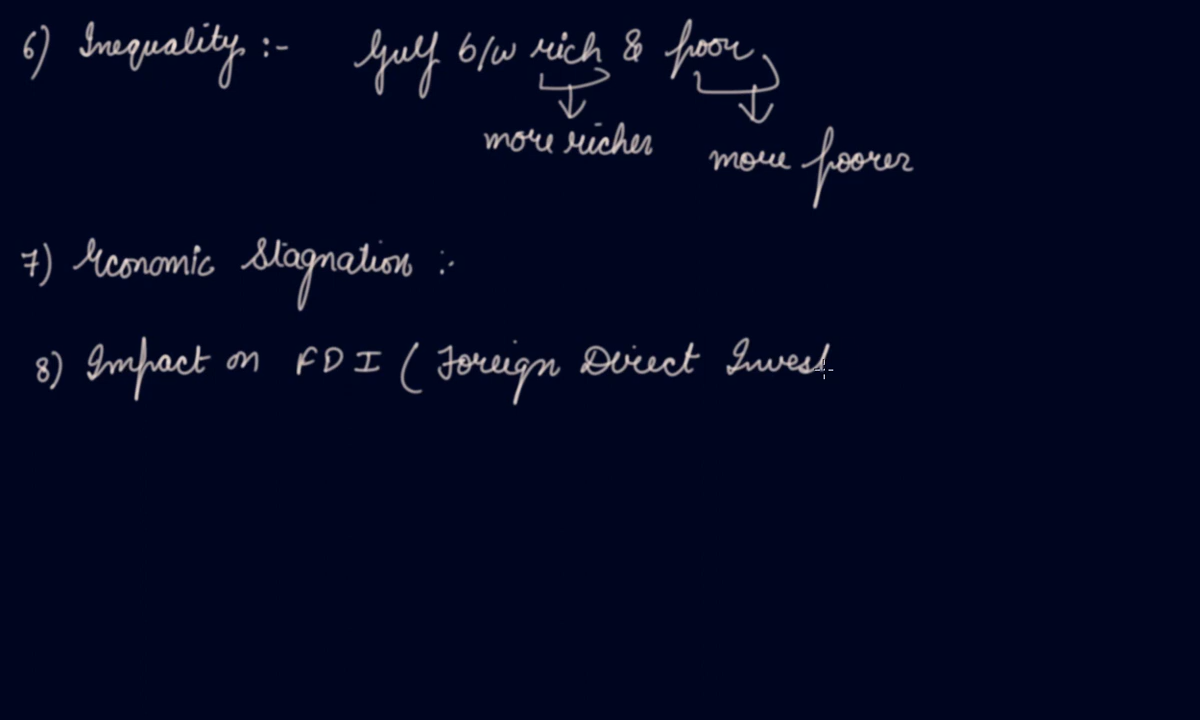 6) Inequality :- Gulf b/w rich & poor
more richer more poorer
7) Economic Stagnation :-
8) Impact on FDI ( Foreign Direct Invest